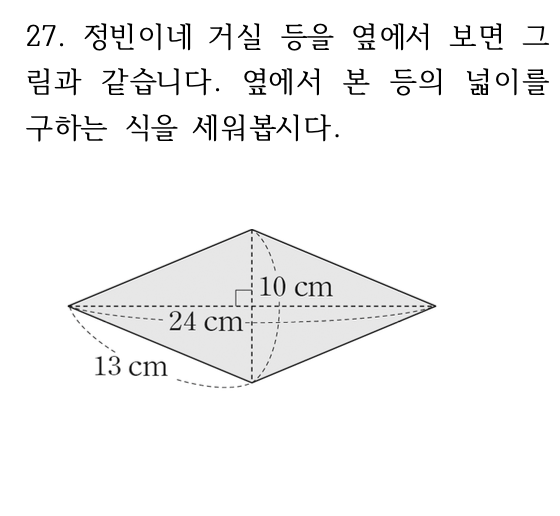 27. 정빈이네 거실 등을 옆에서 보면 그
림과 같습니다. 옆에서 본 등의 넓이를
구하는 식을 세워봅시다.
10 cm
24 cm
13 cm